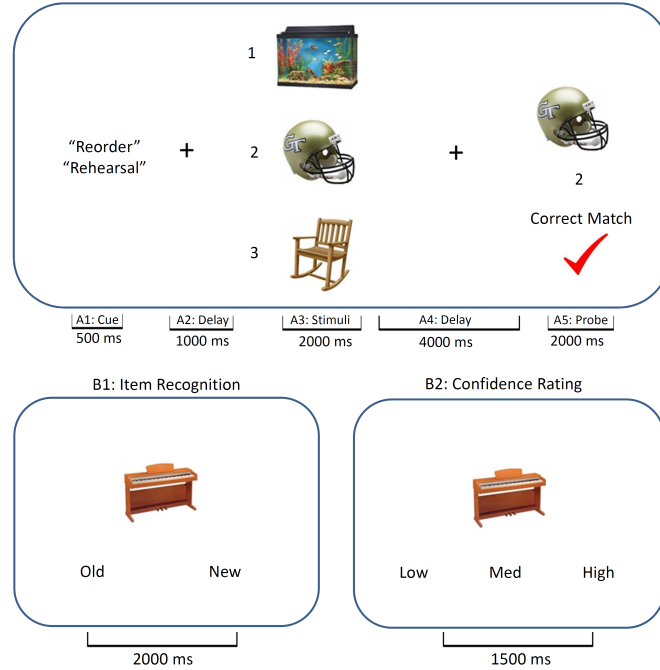 1
“Reorder”
“Rehearsal”
+
2
GT
+
GT
2
3
Correct Match
A1: Cue
A2: Delay
A3: Stimuli
A4: Delay
A5: Probe
500 ms
1000 ms
2000 ms
4000 ms
2000 ms
B1: Item Recognition
B2: Confidence Rating
Old
New
Low
Med
High
2000 ms
1500 ms